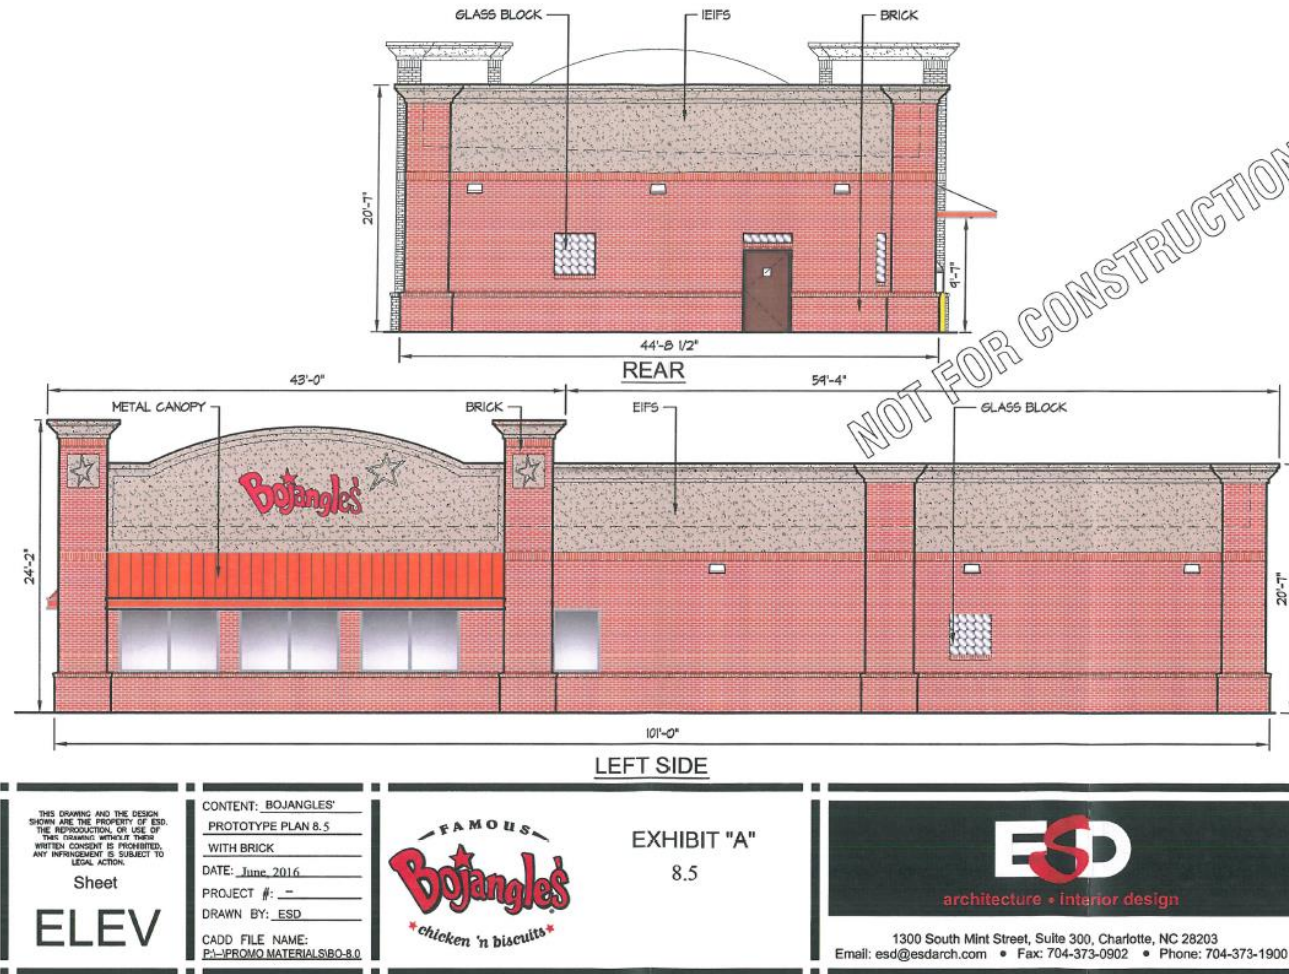 GLASS BLOCK
IEIFS
BRICK
20'-7"
9'-7"
44'-8 1/2"
REAR
NOT FOR CONSTRUCTION
43'-0"
59'-4"
METAL CANOPY
BRICK
EIFS
GLASS BLOCK
Bojangles'
24'-2"
20'-7"
101'-0"
LEFT SIDE
THIS DRAWING AND THE DESIGN
SHOWN ARE THE PROPERTY OF ESD.
THE REPRODUCTION, OR USE OF
THIS DRAWING WITHOUT THEIR
WRITTEN CONSENT IS PROHIBITED.
ANY INFRINGEMENT IS SUBJECT TO
LEGAL ACTION.
Sheet
ELEV
CONTENT: BOJANGLES'
PROTOTYPE PLAN 8.5
WITH BRICK
DATE: June, 2016
PROJECT #: -
DRAWN BY: ESD
CADD FILE NAME:
P:\--\PROMO MATERIALS\BO-8.0
FAMOUS
Bojangles'
chicken 'n biscuits
EXHIBIT "A"
8.5
ESD
architecture • interior design
1300 South Mint Street, Suite 300, Charlotte, NC 28203
Email: esd@esdarch.com • Fax: 704-373-0902 • Phone: 704-373-1900